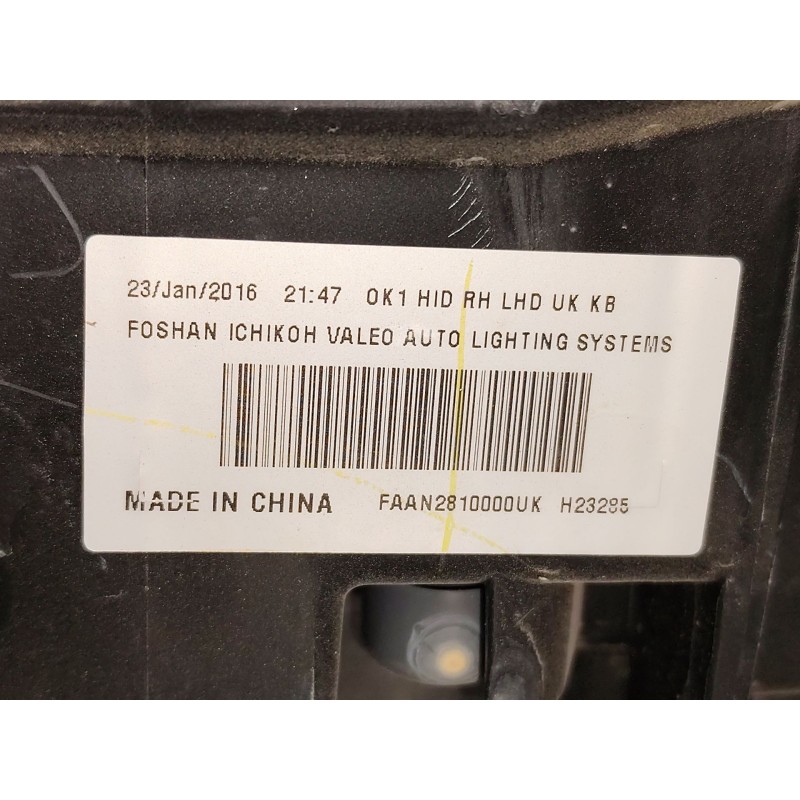 23/Jan/2016 21:47 OK1 HID RH LHD UK KB
FOSHAN ICHIKOH VALEO AUTO LIGHTING SYSTEMS
MADE IN CHINA FAAN2810000UK H23285